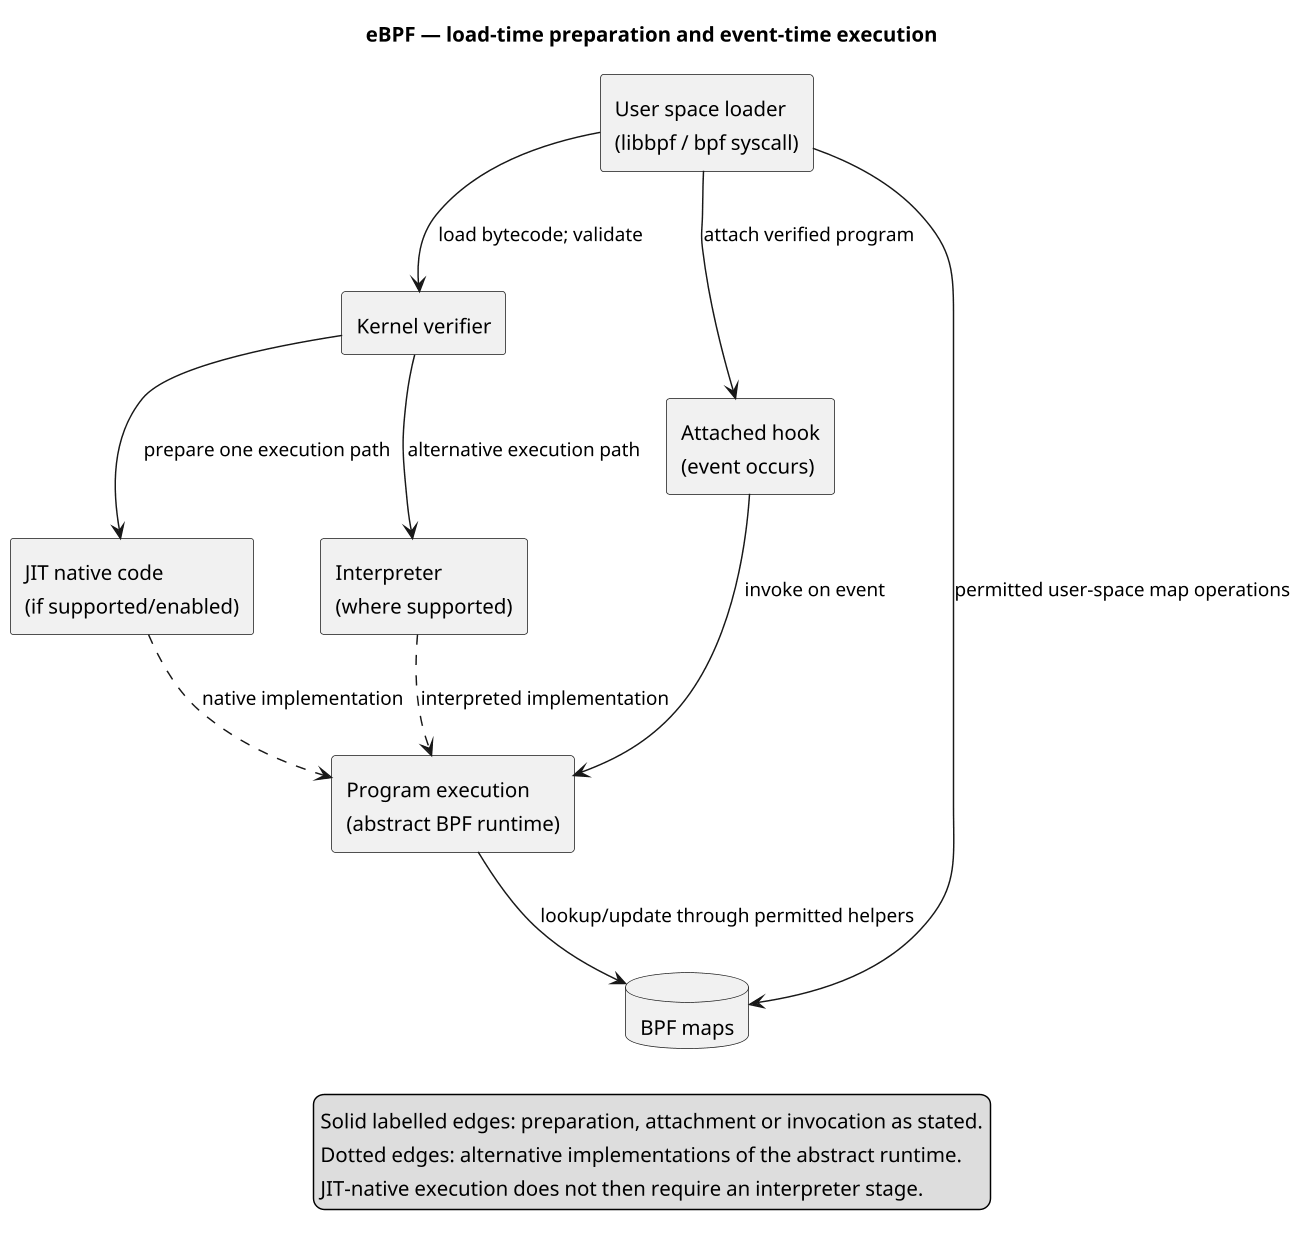 eBPF — load-time preparation and event-time execution
User space loader
(libbpf / bpf syscall)
load bytecode; validate
attach verified program
Kernel verifier
Attached hook
(event occurs)
prepare one execution path
alternative execution path
JIT native code
(if supported/enabled)
Interpreter
(where supported)
invoke on event
permitted user-space map operations
native implementation
interpreted implementation
Program execution
(abstract BPF runtime)
lookup/update through permitted helpers
BPF maps
Solid labelled edges: preparation, attachment or invocation as stated.
Dotted edges: alternative implementations of the abstract runtime.
JIT-native execution does not then require an interpreter stage.